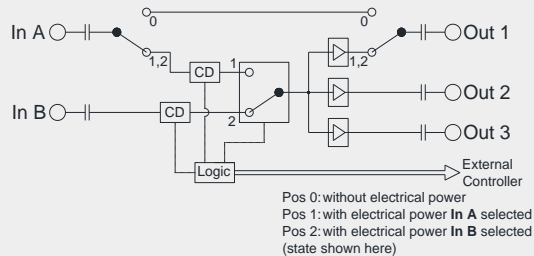 0
0
In A
Out 1
1,2
CD
1
1,2
In B
CD
2
Out 2
Out 3
Logic
External
Controller
Pos 0: without electrical power
Pos 1: with electrical power In A selected
Pos 2: with electrical power In B selected
(state shown here)